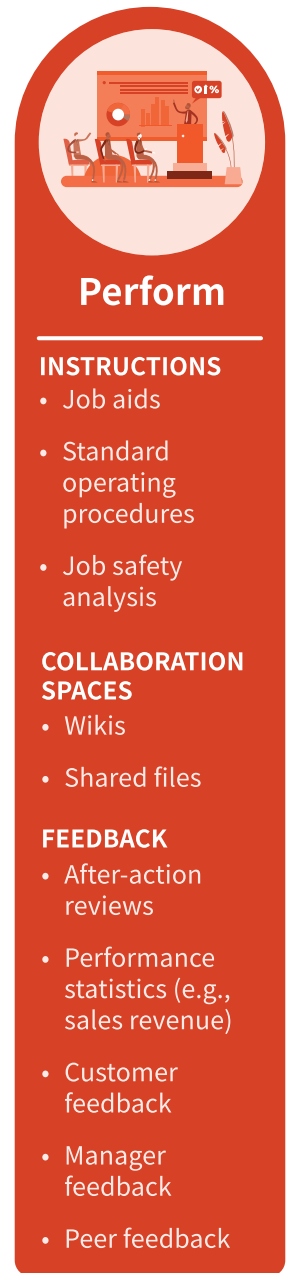 Perform
INSTRUCTIONS
• Job aids
• Standard
operating
procedures
• Job safety
analysis
COLLABORATION
SPACES
• Wikis
• Shared files
FEEDBACK
• After-action
reviews
• Performance
statistics (e.g.,
sales revenue)
• Customer
feedback
• Manager
feedback
• Peer feedback